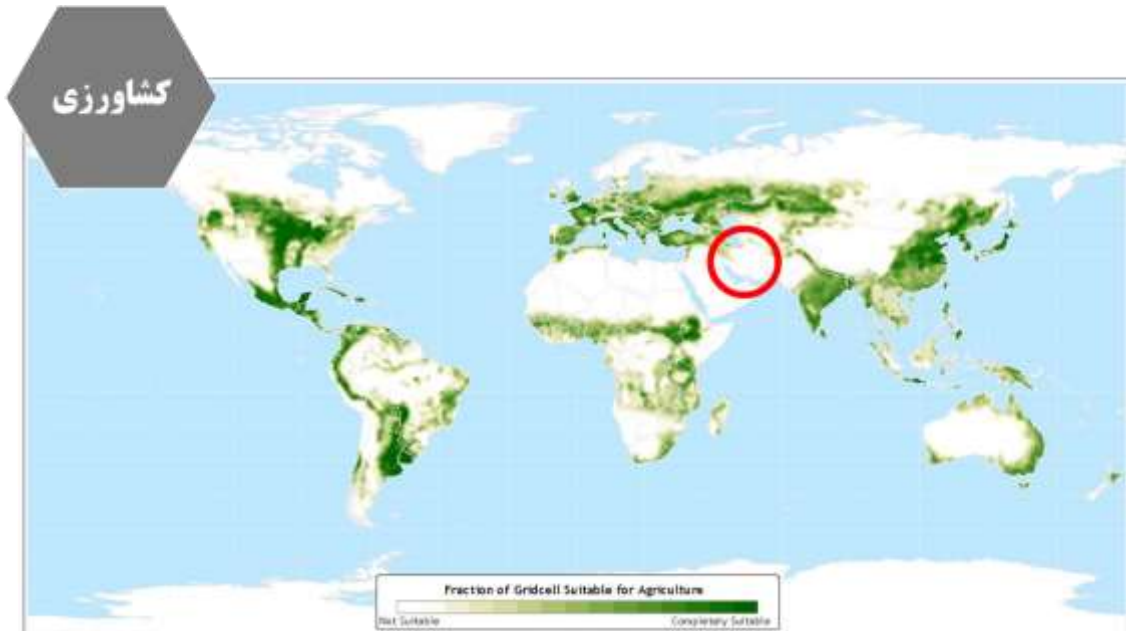 کشاورزی
Fraction of Gridcell Suitable for Agriculture
Not Suitable
Completely Suitable